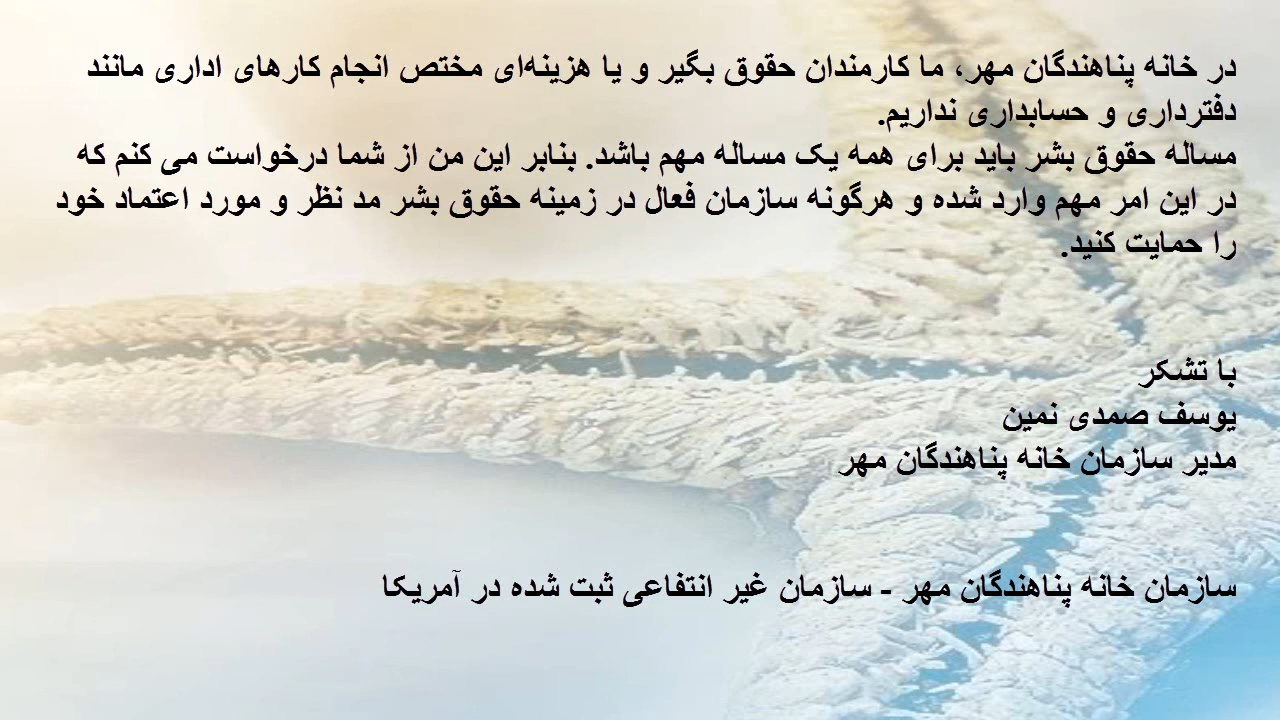 در خانه پناهندگان مهر، ما کارمندان حقوق بگیر و یا هزینه‌ای مختص انجام کارهای اداری مانند
دفترداری و حسابداری نداریم.
مساله حقوق بشر باید برای همه یک مساله مهم باشد. بنابر این من از شما درخواست می کنم که
در این امر مهم وارد شده و هرگونه سازمان فعال در زمینه حقوق بشر مد نظر و مورد اعتماد خود
را حمایت کنید.
با تشکر
یوسف صمدی نمین
مدیر سازمان خانه پناهندگان مهر
سازمان خانه پناهندگان مهر - سازمان غیر انتفاعی ثبت شده در آمریکا